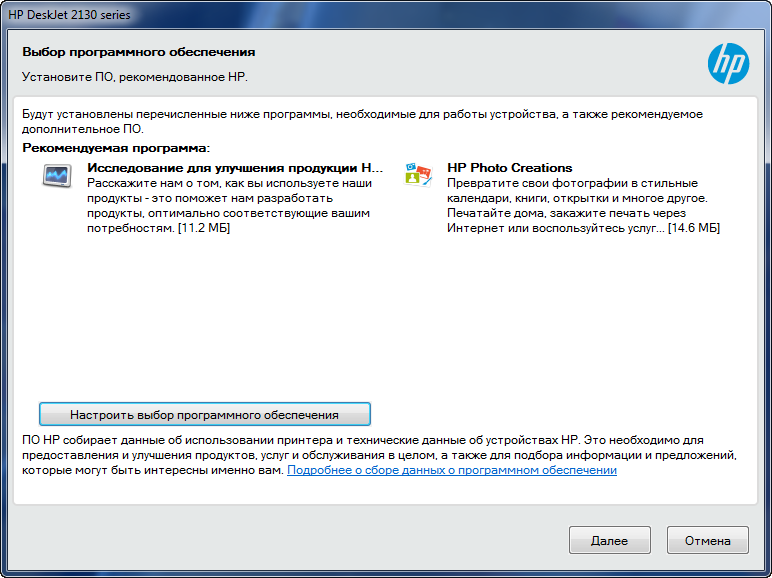 HP DeskJet 2130 series
Выбор программного обеспечения
Установите ПО, рекомендованное HP.
hp
Будут установлены перечисленные ниже программы, необходимые для работы устройства, а также рекомендуемое
дополнительное ПО.
Рекомендуемая программа:
Исследование для улучшения продукции H...
Расскажите нам о том, как вы используете наши
продукты - это поможет нам разработать
продукты, оптимально соответствующие вашим
потребностям. [11.2 МБ]
HP Photo Creations
Превратите свои фотографии в стильные
календари, книги, открытки и многое другое.
Печатайте дома, закажите печать через
Интернет или воспользуйтесь услуг... [14.6 МБ]
Настроить выбор программного обеспечения
ПО HP собирает данные об использовании принтера и технические данные об устройствах HP. Это необходимо для
предоставления и улучшения продуктов, услуг и обслуживания в целом, а также для подбора информации и предложений,
которые могут быть интересны именно вам. Подробнее о сборе данных о программном обеспечении
Далее
Отмена